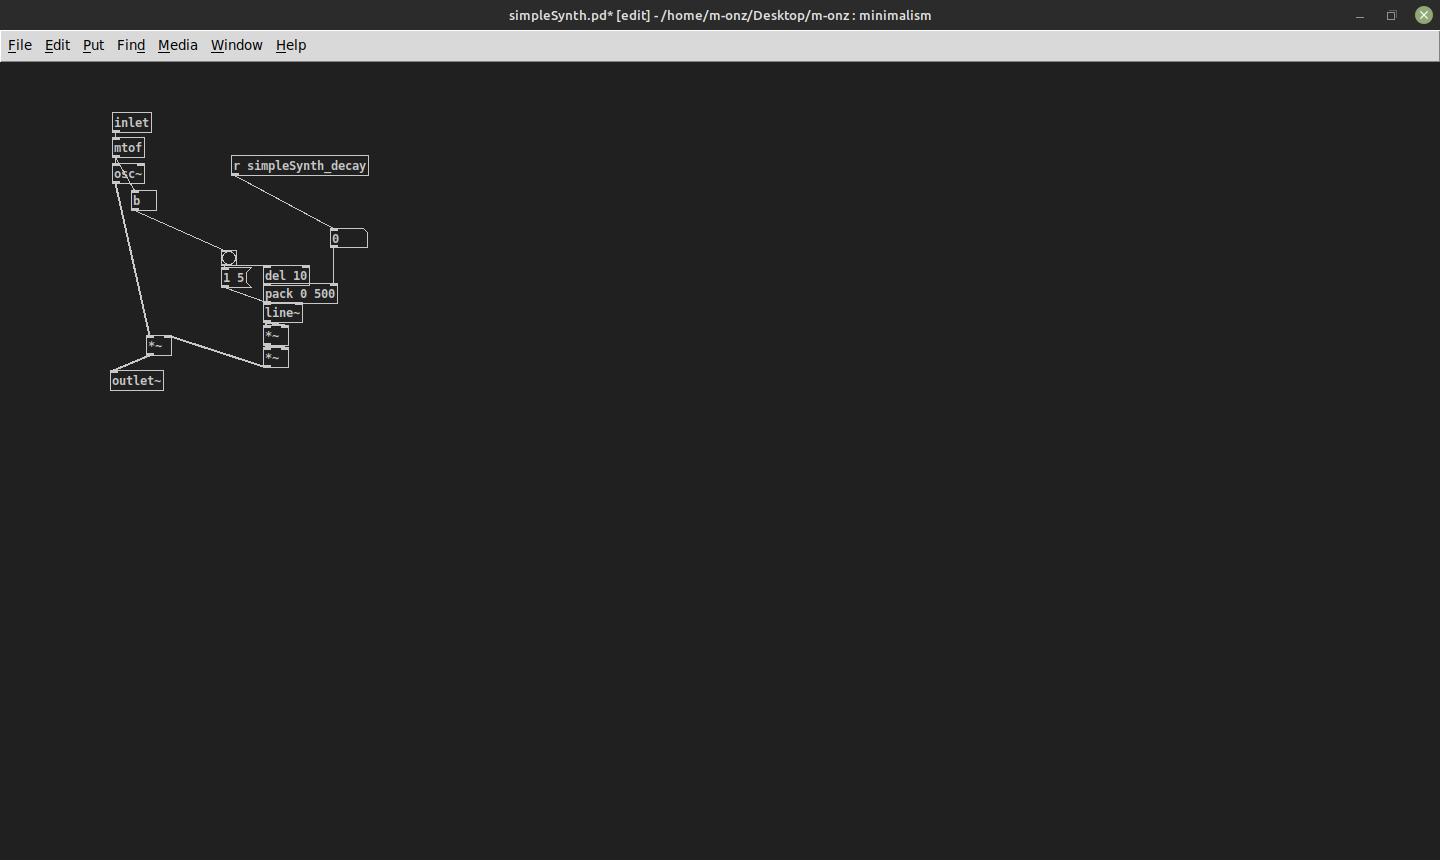 simpleSynth.pd* [edit] - /home/m-onz/Desktop/m-onz : minimalism
File Edit Put Find Media Window Help
inlet
mtof
r simpleSynth_decay
osc~
b
0
1 5
del 10
pack 0 500
line~
*~
*~
*~
outlet~